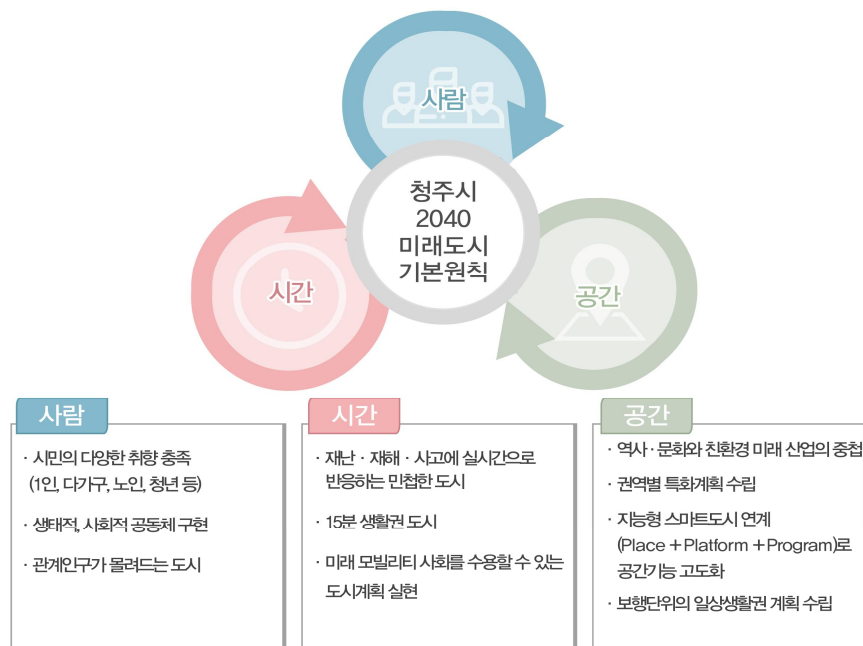 사람
청주시
2040
미래도시
기본원칙
시간
공간
사람
· 시민의 다양한 취향 충족
(1인, 다가구, 노인, 청년 등)
· 생태적, 사회적 공동체 구현
· 관계인구가 몰려드는 도시
시간
· 재난 · 재해 · 사고에 실시간으로
반응하는 민첩한 도시
· 15분 생활권 도시
· 미래 모빌리티 사회를 수용할 수 있는
도시계획 실현
공간
· 역사 · 문화와 친환경 미래 산업의 중첩
· 권역별 특화계획 수립
· 지능형 스마트도시 연계
(Place + Platform + Program)로
공간기능 고도화
· 보행단위의 일상생활권 계획 수립